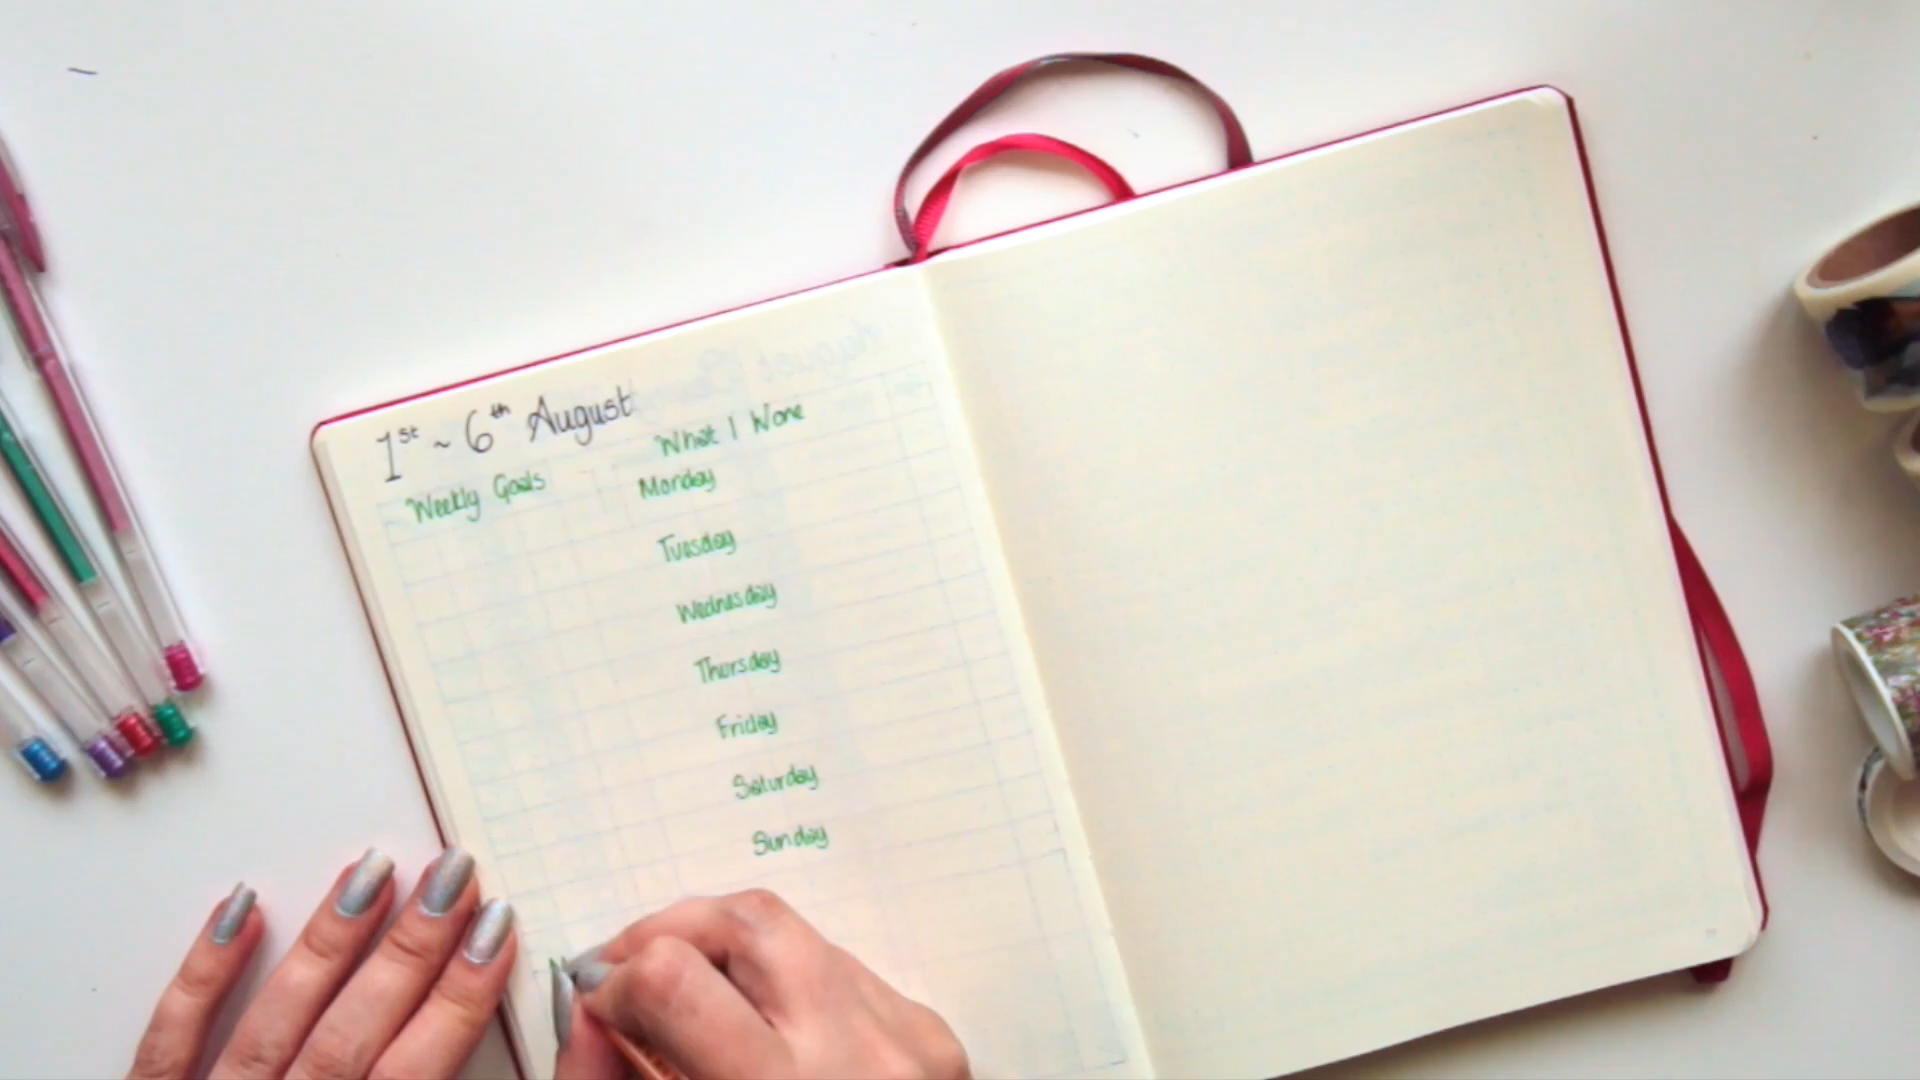 1st ~ 6th August
What I Wore
Weekly Goals
Monday
Tuesday
Wednesday
Thursday
Friday
Saturday
Sunday